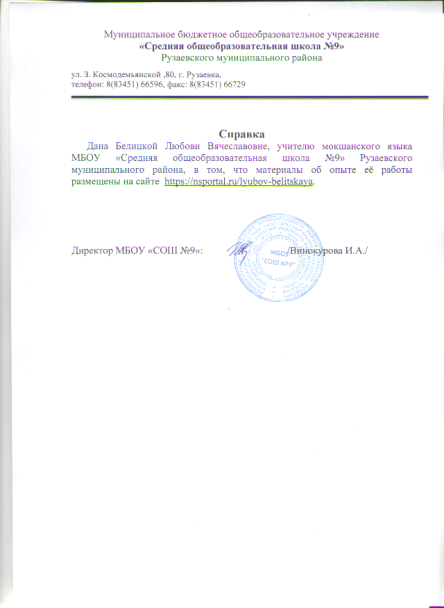 Муниципальное бюджетное общеобразовательное учреждение
«Средняя общеобразовательная школа №9»
Рузаевского муниципального района
ул. З. Космодемьянской ,80, г. Рузаевка,
телефон: 8(83451) 66596, факс: 8(83451) 66729
Справка
Дана Белицкой Любови Вячеславовне, учителю мокшанского языка
МБОУ «Средняя общеобразовательная школа №9» Рузаевского
муниципального района, в том, что материалы об опыте её работы
размещены на сайте https://nsportal.ru/lyubov-belitskaya.
Директор МБОУ «СОШ №9»: /Винокурова И.А./
МБОУ
"СОШ №9"